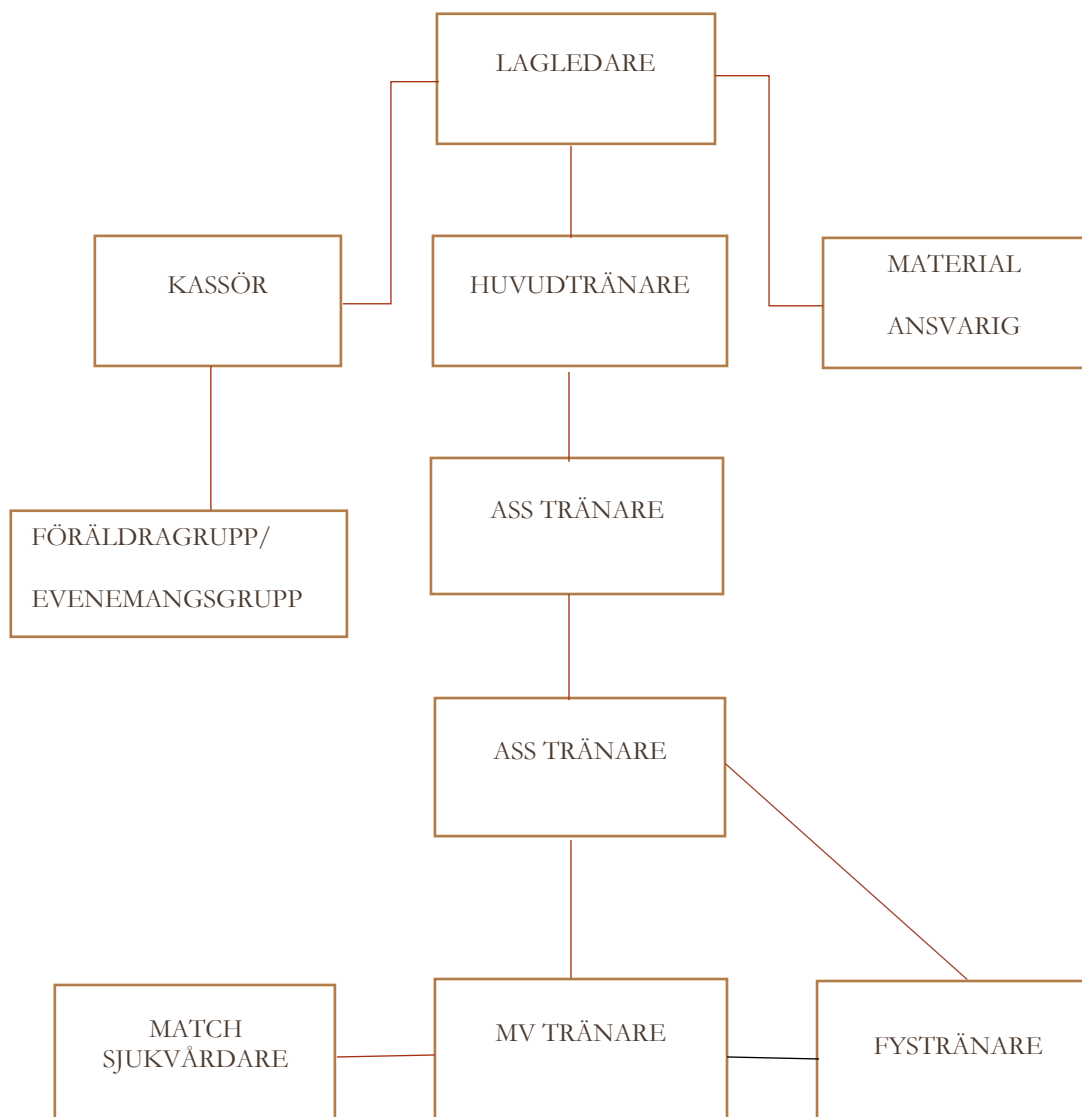 LAGLEDARE
KASSÖR
HUVUDTRÄNARE
MATERIAL
ANSVARIG
ASS TRÄNARE
FÖRÄLDRAGRUPP/
EVENEMANGSGRUPP
ASS TRÄNARE
MATCH
SJUKVÅRDARE
MV TRÄNARE
FYSTRÄNARE